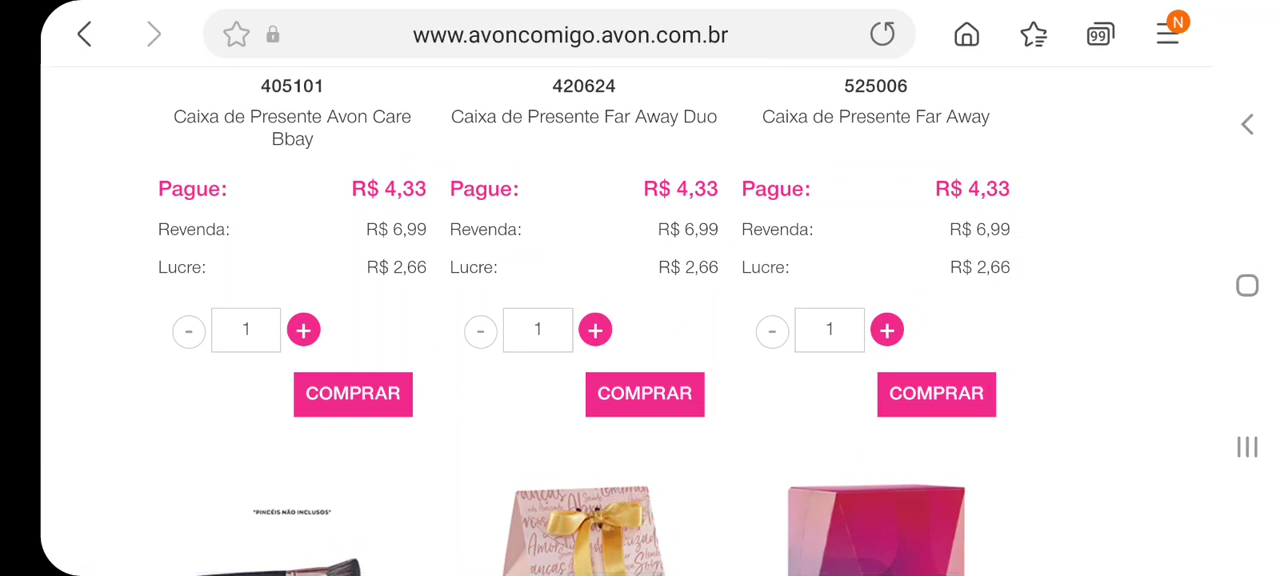 www.avoncomigo.avon.com.br
99
N
405101
Caixa de Presente Avon Care
Bbay
Pague: R$ 4,33
Revenda: R$ 6,99
Lucre: R$ 2,66
- 1 +
COMPRAR
420624
Caixa de Presente Far Away Duo
Pague: R$ 4,33
Revenda: R$ 6,99
Lucre: R$ 2,66
- 1 +
COMPRAR
525006
Caixa de Presente Far Away
Pague: R$ 4,33
Revenda: R$ 6,99
Lucre: R$ 2,66
- 1 +
COMPRAR
*PINCÉIS NÃO INCLUSOS*
Amor